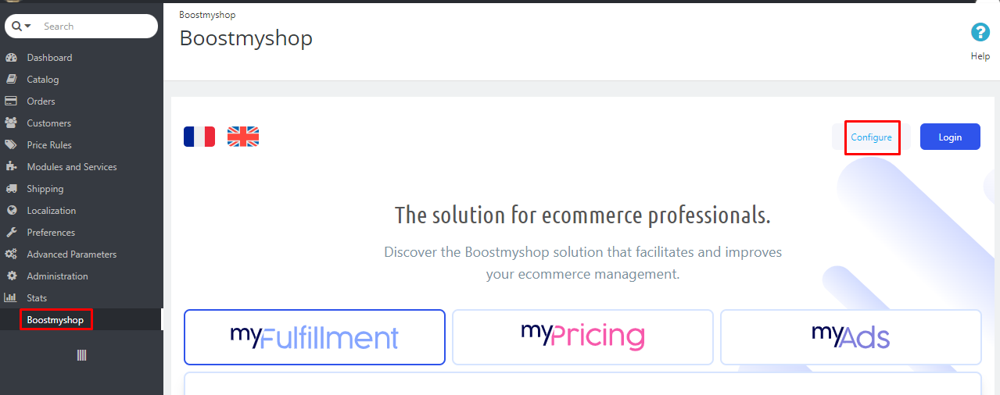 Search
Dashboard
Catalog
Orders
Customers
Price Rules
Modules and Services
Shipping
Localization
Preferences
Advanced Parameters
Administration
Stats
Boostmyshop
Boostmyshop
Boostmyshop
?
Help
Configure
Login
The solution for ecommerce professionals.
Discover the Boostmyshop solution that facilitates and improves
your ecommerce management.
myFulfillment
myPricing
myAds